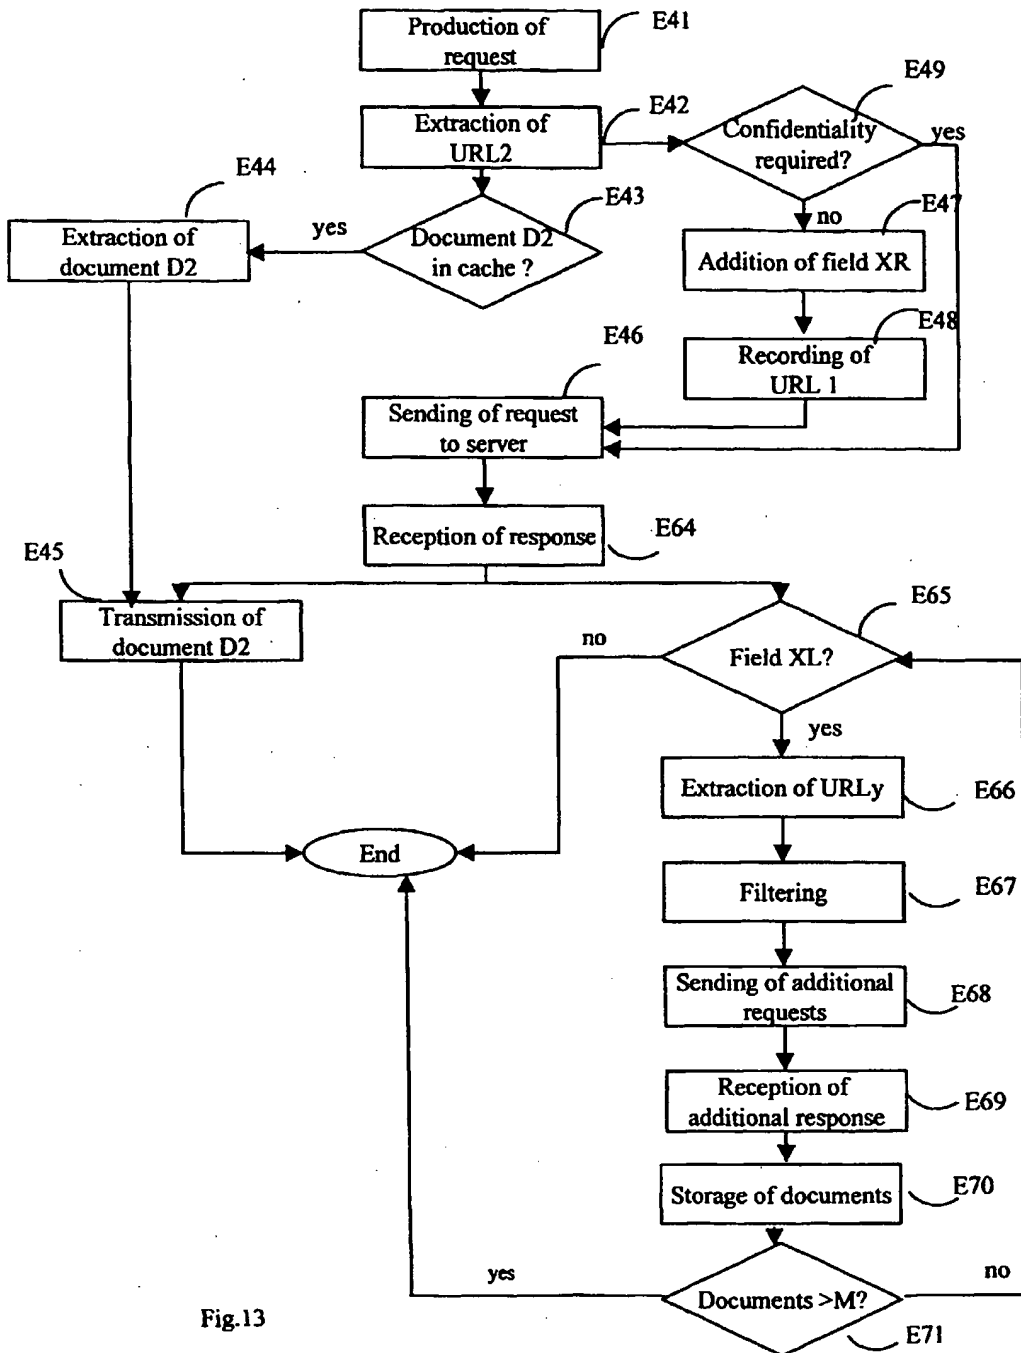 Production of
request
E41
Extraction of
URL2
E42
E49
Confidentiality
required?
yes
no
E44
Extraction of
document D2
yes
E43
Document D2
in cache ?
E47
Addition of field XR
E48
Recording of
URL 1
E46
Sending of request
to server
Reception of response
E64
E45
Transmission of
document D2
E65
Field XL?
no
yes
Extraction of URLy
E66
End
Filtering
E67
Sending of additional
requests
E68
Reception of
additional response
E69
Storage of documents
E70
yes
Documents >M?
no
E71
Fig.13